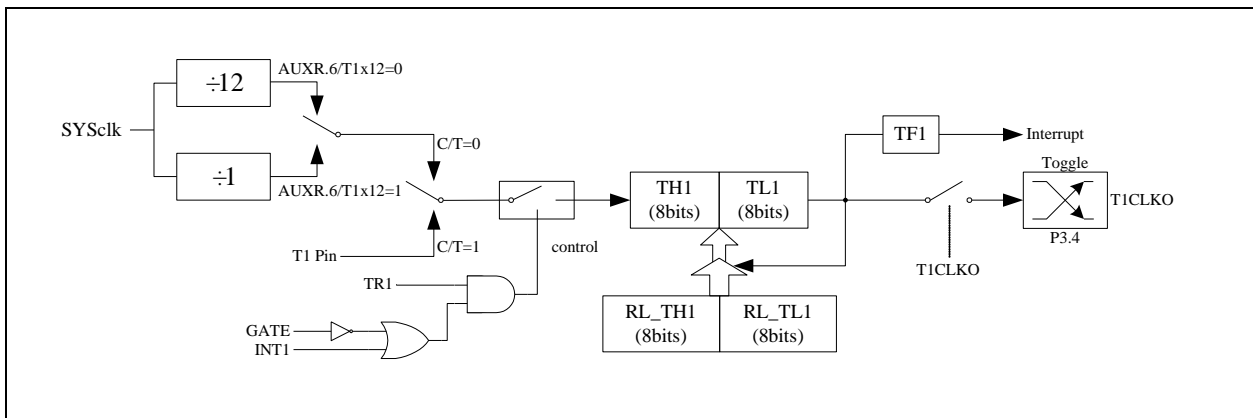 ÷12
AUXR.6/T1x12=0
SYSclk
÷1
AUXR.6/T1x12=1
C/T=0
C/T=1
T1 Pin
control
TR1
GATE
INT1
TH1
(8bits)
TL1
(8bits)
RL_TH1
(8bits)
RL_TL1
(8bits)
TF1
Interrupt
Toggle
T1CLKO
P3.4
T1CLKO